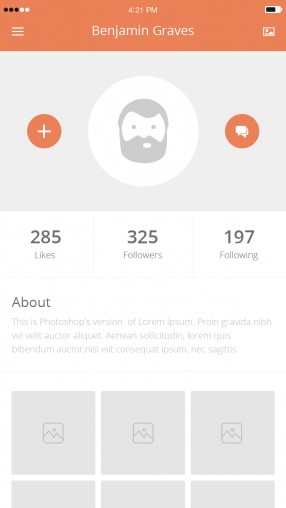 4:21 PM
Benjamin Graves
285 325 197
Likes Followers Following
About
This is Photoshop's version of Lorem Ipsum. Proin gravida nibh
vel velit auctor aliquet. Aenean sollicitudin, lorem quis
bibendum auctor,nisi elit consequat ipsum, nec sagittis.